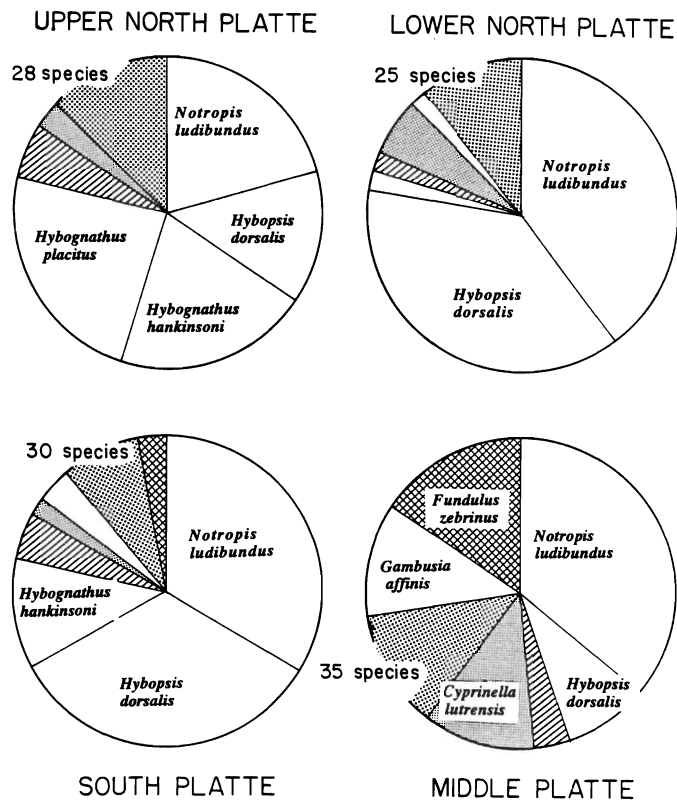 UPPER NORTH PLATTE
LOWER NORTH PLATTE
28 species
Notropis
ludibundus
Hybopsis
dorsalis
Hybognathus
hankinsoni
Hybognathus
placitus
25 species
Notropis
ludibundus
Hybopsis
dorsalis
30 species
Notropis
ludibundus
Hybopsis
dorsalis
Hybognathus
hankinsoni
Fundulus
zebrinus
Notropis
ludibundus
Gambusia
affinis
35 species
Cyprinella
lutrensis
Hybopsis
dorsalis
SOUTH PLATTE
MIDDLE PLATTE